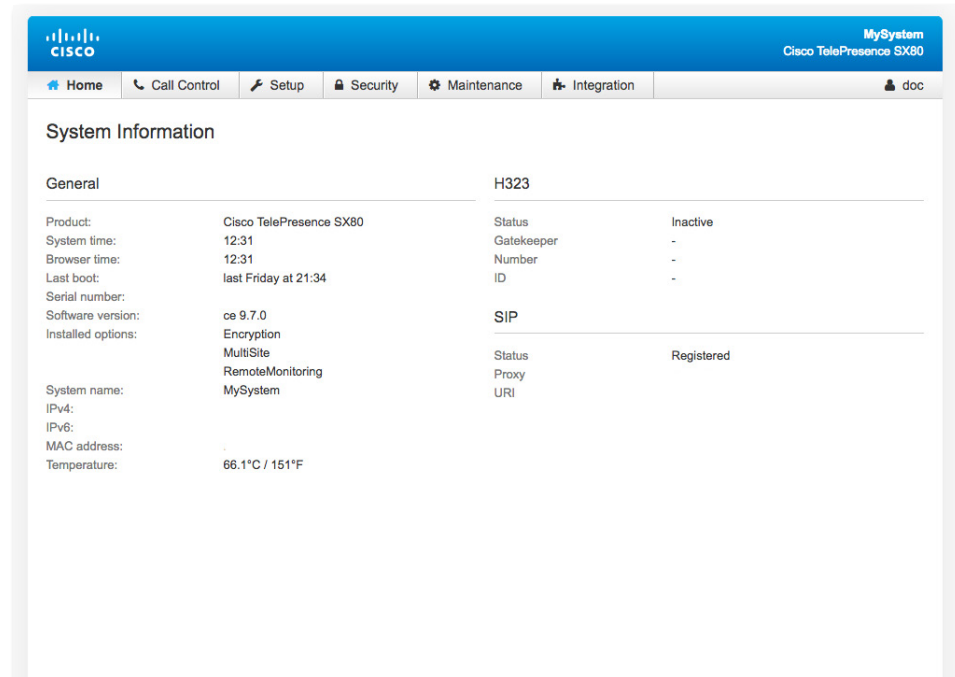 CISCO
MySystem
Cisco TelePresence SX80
Home Call Control Setup Security Maintenance Integration doc
System Information
General
Product: Cisco TelePresence SX80
System time: 12:31
Browser time: 12:31
Last boot: last Friday at 21:34
Serial number:
Software version: ce 9.7.0
Installed options: Encryption
MultiSite
RemoteMonitoring
System name: MySystem
IPv4:
IPv6:
MAC address:
Temperature: 66.1°C / 151°F
H323
Status Inactive
Gatekeeper -
Number -
ID -
SIP
Status Registered
Proxy
URI